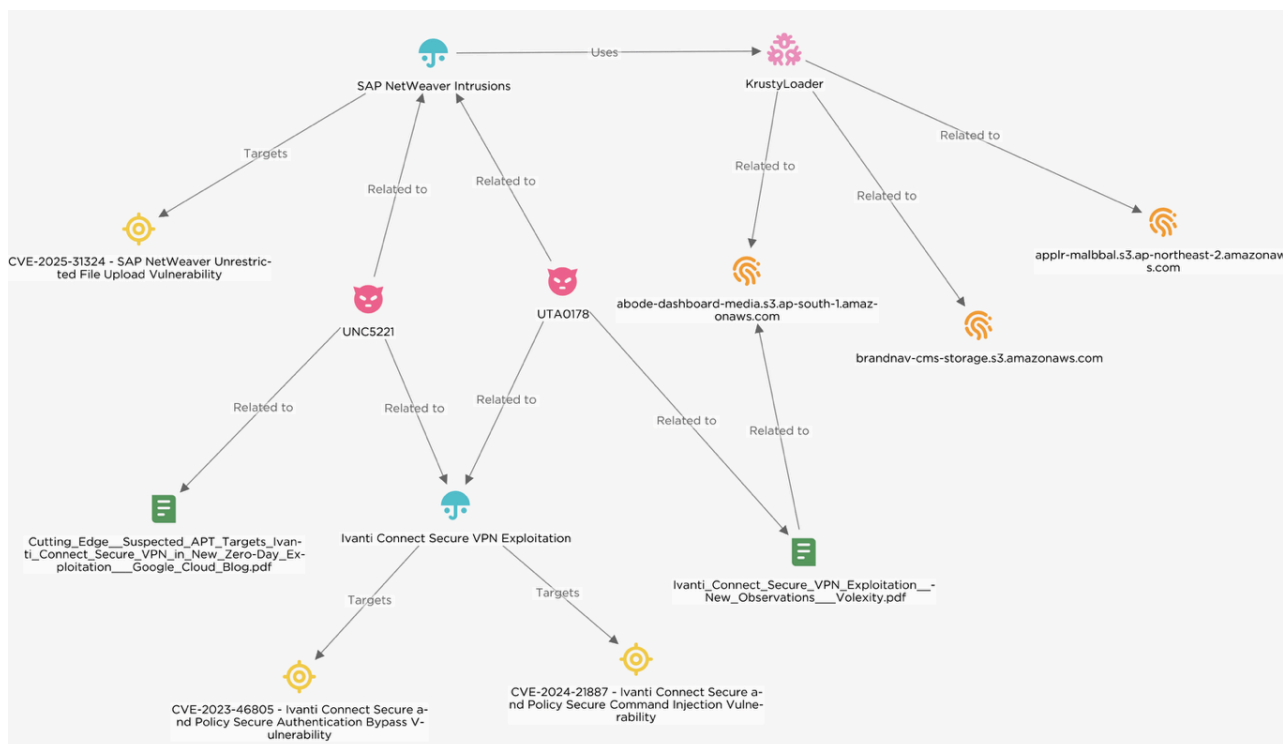 Uses
SAP NetWeaver Intrusions
KrustyLoader
Targets
Related to
Related to
Related to
Related to
Related to
CVE-2025-31324 - SAP NetWeaver Unrestric-
ted File Upload Vulnerability
applr-malbbal.s3.ap-northeast-2.amazonaw
s.com
UNC5221
UTA0178
abode-dashboard-media.s3.ap-south-1.amaz-
onaws.com
brandnav-cms-storage.s3.amazonaws.com
Related to
Related to
Related to
Related to
Related to
Cutting_Edge__Suspected_APT_Targets_Ivan-
ti_Connect_Secure_VPN_in_New_Zero-Day_Ex-
ploitation___Google_Cloud_Blog.pdf
Ivanti Connect Secure VPN Exploitation
Ivanti_Connect_Secure_VPN_Exploitation__-
New_Observations___Volexity.pdf
Targets
Targets
CVE-2023-46805 - Ivanti Connect Secure a-
nd Policy Secure Authentication Bypass V-
ulnerability
CVE-2024-21887 - Ivanti Connect Secure a-
nd Policy Secure Command Injection Vulne-
rability